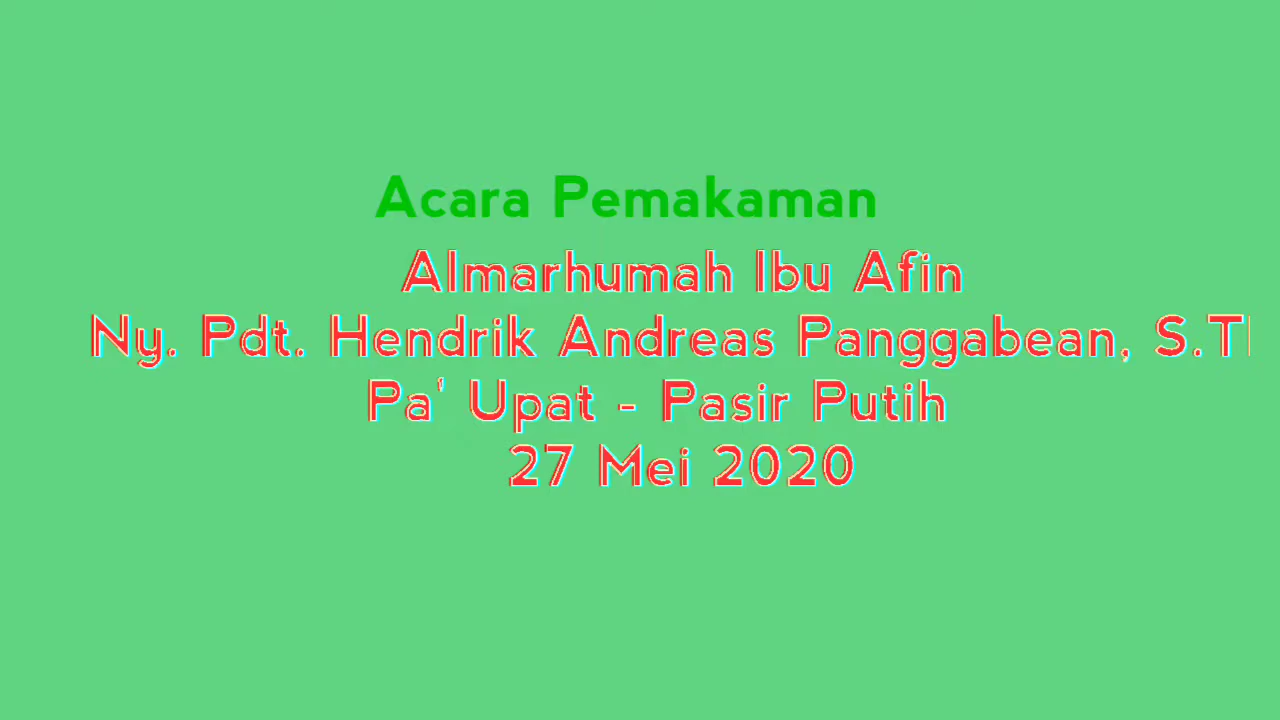 Acara Pemakaman
Almarhumah Ibu Afin
Ny. Pdt. Hendrik Andreas Panggabean,
Pa' Upat - Pasir Putih
27 Mei 2020